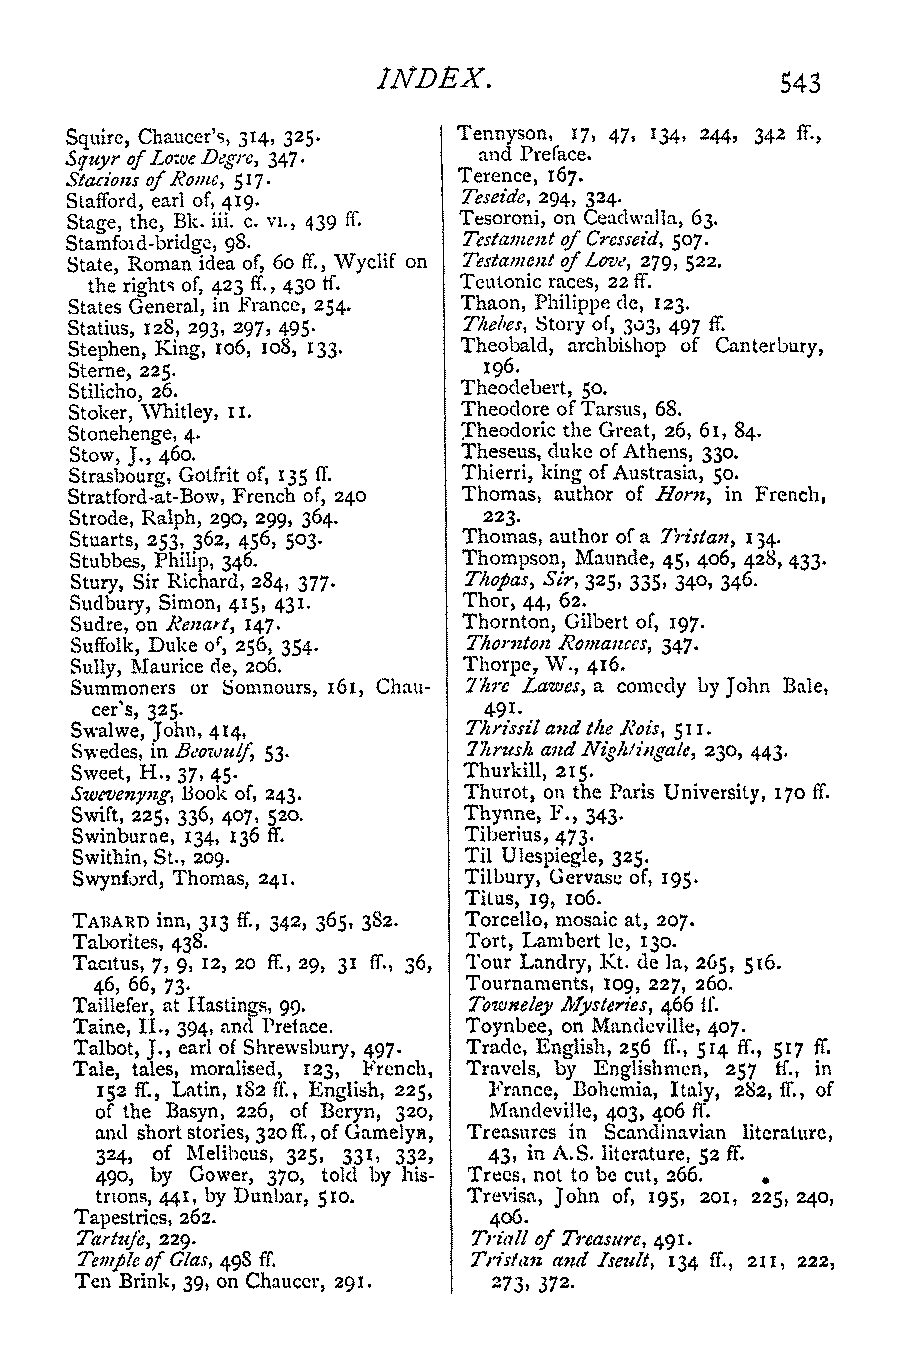 INDEX.
543
Squire, Chaucer's, 314, 325.
Squyr of Lowe Degre, 347.
Stacions of Rome, 517.
Stafford, earl of, 419.
Stage, the, Bk. iii. c. vi., 439 ff.
Stamford-bridge, 98.
State, Roman idea of, 60 ff., Wyclif on
the rights of, 423 ff., 430 ff.
States General, in France, 254.
Statius, 128, 293, 297, 495.
Stephen, King, 106, 108, 133.
Sterne, 225.
Stilicho, 26.
Stoker, Whitley, 11.
Stonehenge, 4.
Stow, J., 460.
Strasbourg, Gotfrit of, 135 ff.
Stratford-at-Bow, French of, 240
Strode, Ralph, 290, 299, 364.
Stuarts, 253, 362, 456, 503.
Stubbes, Philip, 346.
Stury, Sir Richard, 284, 377.
Sudbury, Simon, 415, 431.
Sudre, on Renart, 147.
Suffolk, Duke of, 256, 354.
Sully, Maurice de, 206.
Summoners or Somnours, 161, Chau-
cer's, 325.
Swalwe, John, 414,
Swedes, in Beowulf, 53.
Sweet, H., 37, 45.
Swevenyng, Book of, 243.
Swift, 225, 336, 407, 520.
Swinburne, 134, 136 ff.
Swithin, St., 209.
Swynford, Thomas, 241.
TABARD inn, 313 ff., 342, 365, 382.
Taborites, 438.
Tacitus, 7, 9, 12, 20 ff., 29, 31 ff., 36,
46, 66, 73.
Taillefer, at Hastings, 99.
Taine, H., 394, and Preface.
Talbot, J., earl of Shrewsbury, 497.
Tale, tales, moralised, 123, French,
152 ff., Latin, 182 ff., English, 225,
of the Basyn, 226, of Beryn, 320,
and short stories, 320 ff., of Gamelyn,
324, of Melibeus, 325, 331, 332,
490, by Gower, 370, told by his-
trions, 441, by Dunbar, 510.
Tapestries, 262.
Tartufe, 229.
Temple of Glas, 498 ff.
Ten Brink, 39, on Chaucer, 291.
Tennyson, 17, 47, 134, 244, 342 ff.,
and Preface.
Terence, 167.
Teseide, 294, 324.
Tesoroni, on Ceadwalla, 63.
Testament of Cresseid, 507.
Testament of Love, 279, 522.
Teutonic races, 22 ff.
Thaon, Philippe de, 123.
Thebes, Story of, 303, 497 ff.
Theobald, archbishop of Canterbury,
196.
Theodebert, 50.
Theodore of Tarsus, 68.
Theodoric the Great, 26, 61, 84.
Theseus, duke of Athens, 330.
Thierri, king of Austrasia, 50.
Thomas, author of Horn, in French,
223.
Thomas, author of a Tristan, 134.
Thompson, Maunde, 45, 406, 428, 433.
Thopas, Sir, 325, 335, 340, 346.
Thor, 44, 62.
Thornton, Gilbert of, 197.
Thornton Romances, 347.
Thorpe, W., 416.
Thre Lawes, a comedy by John Bale,
491.
Thrissil and the Rois, 511.
Thrush and Nightingale, 230, 443.
Thurkill, 215.
Thurot, on the Paris University, 170 ff.
Thynne, F., 343.
Tiberius, 473.
Til Ulespiegle, 325.
Tilbury, Gervase of, 195.
Titus, 19, 106.
Torcello, mosaic at, 207.
Tort, Lambert le, 130.
Tour Landry, Kt. de la, 265, 516.
Tournaments, 109, 227, 260.
Towneley Mysteries, 466 ff.
Toynbee, on Mandeville, 407.
Trade, English, 256 ff., 514 ff., 517 ff.
Travels, by Englishmen, 257 ff., in
France, Bohemia, Italy, 282, ff., of
Mandeville, 403, 406 ff.
Treasures in Scandinavian literature,
43, in A.S. literature, 52 ff.
Trees, not to be cut, 266.
Trevisa, John of, 195, 201, 225, 240,
406.
Triall of Treasure, 491.
Tristan and Iseult, 134 ff., 211, 222,
273, 372.